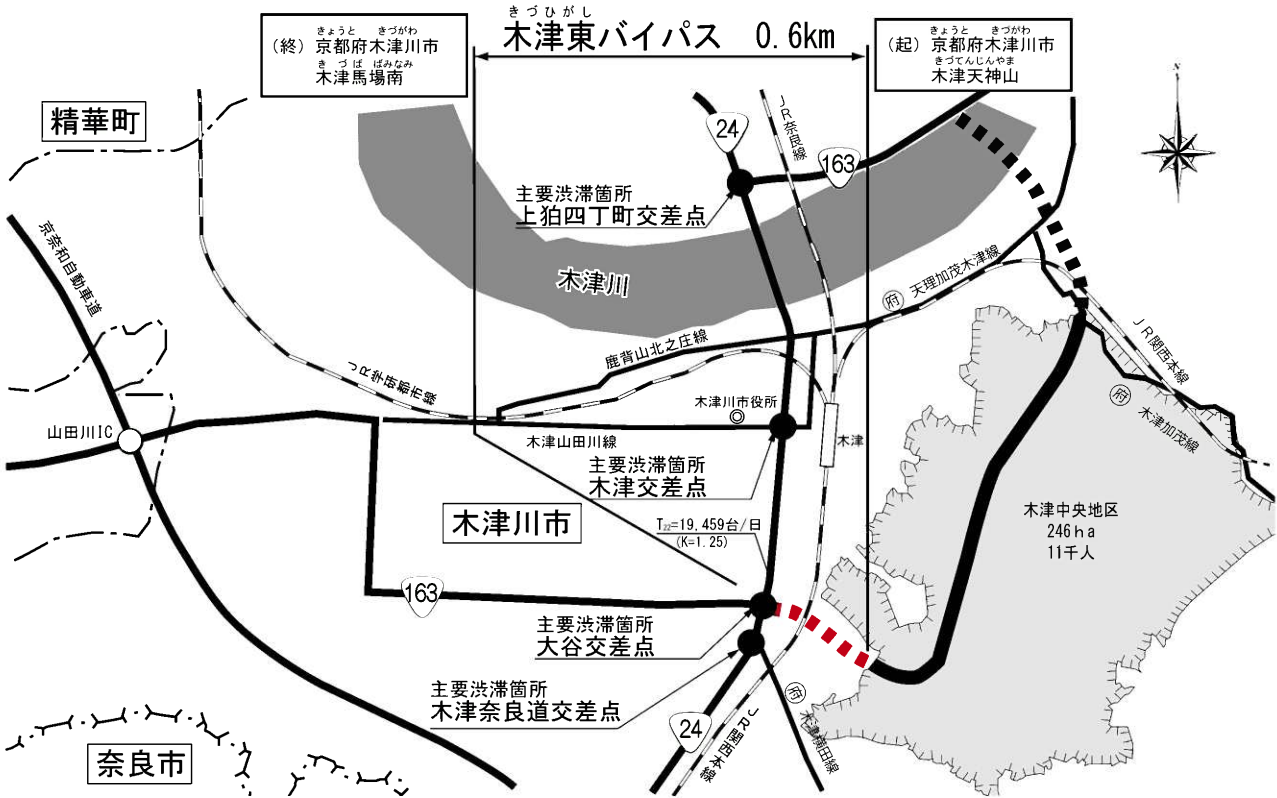 きづひがし
木津東バイパス 0.6km
きょうと きづがわ
(終) 京都府木津川市
きづば ばみなみ
木津馬場南
きょうと きづがわ
(起) 京都府木津川市
きづてんじんやま
木津天神山
精華町
24
JR奈良線
163
N
主要渋滞箇所
上狛四丁町交差点
京奈和自動車道
木津川
府 天理加茂木津線
鹿背山北之庄線
JR学研都市線
JR関西本線
木津川市役所
◎
府 木津加茂線
山田川IC
木津山田川線
木津
主要渋滞箇所
木津交差点
木津川市
T22=19,459台/日
(K=1.25)
木津中央地区
246ha
11千人
163
主要渋滞箇所
大谷交差点
主要渋滞箇所
木津奈良道交差点
府 木津横田線
24
JR関西本線
奈良市